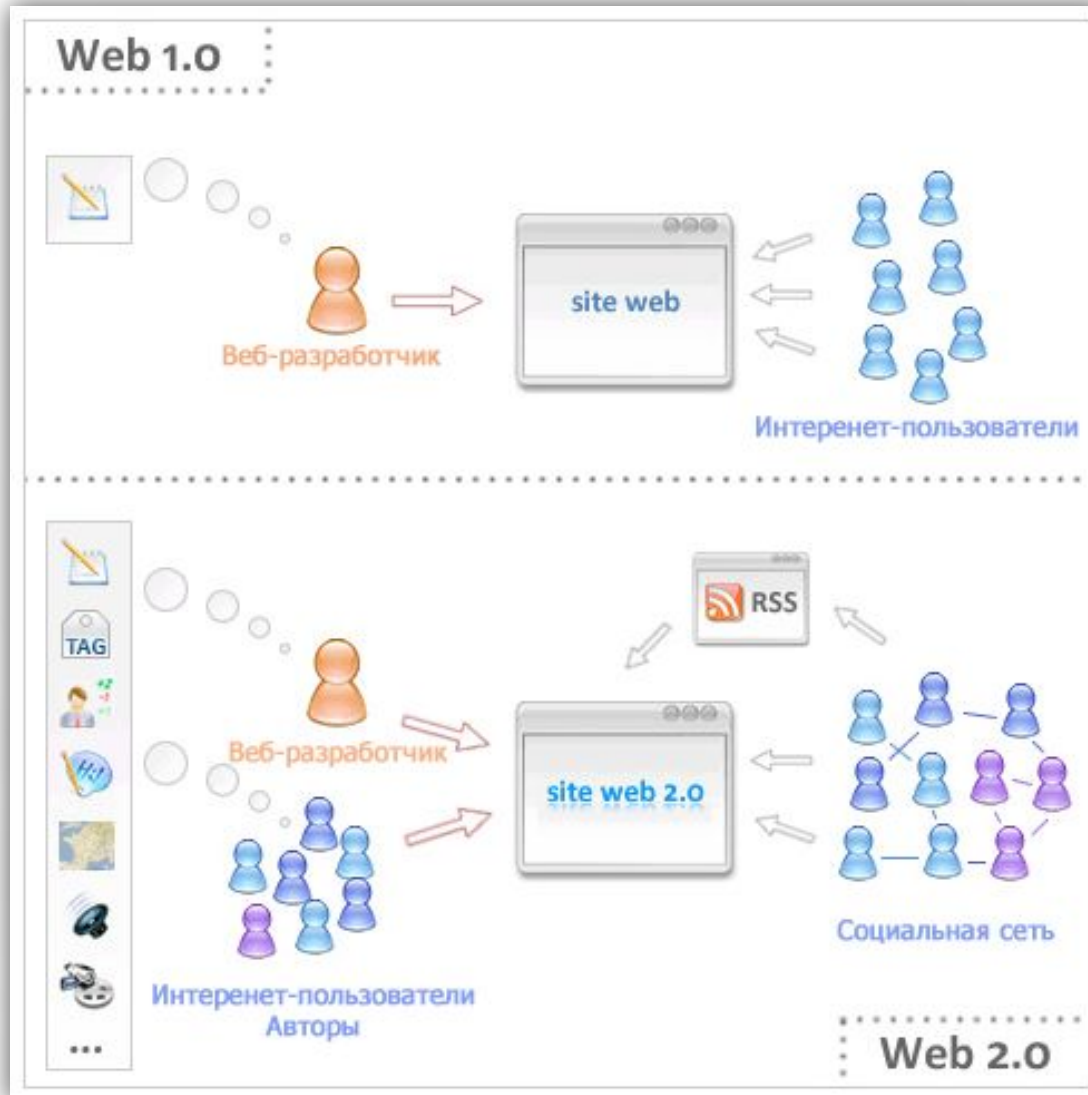 Web 1.0
site web
Веб-разработчик
Интеренет-пользователи
TAG
RSS
Веб-разработчик
site web 2.0
Hi!
Социальная сеть
Интеренет-пользователи
Авторы
...
Web 2.0